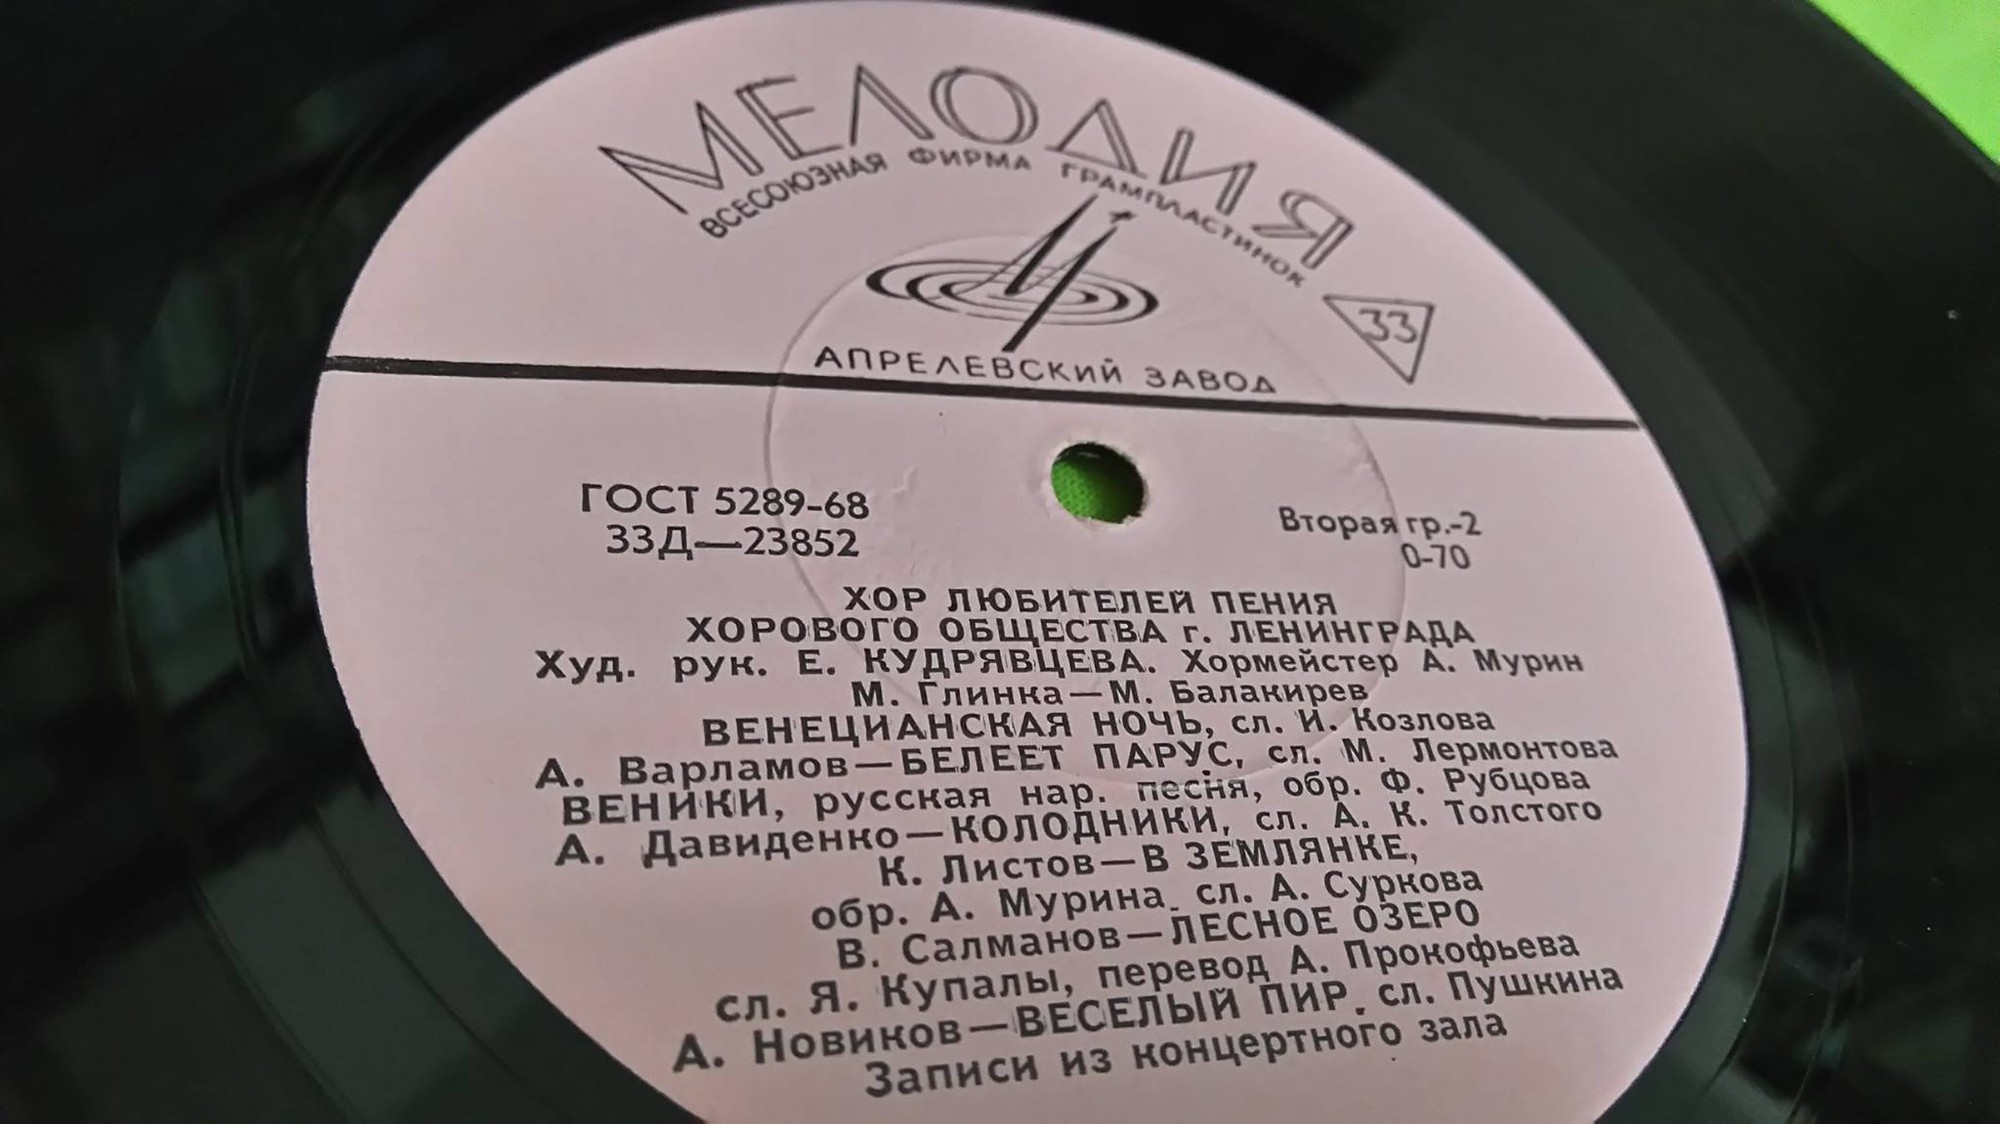 МЕЛОДИЯ
ВСЕСОЮЗНАЯ ФИРМА ГРАМПЛАСТИНОК
33
АПРЕЛЕВСКИЙ ЗАВОД
ГОСТ 5289-68
33Д—23852
Вторая гр.-2
0-70
ХОР ЛЮБИТЕЛЕЙ ПЕНИЯ
ХОРОВОГО ОБЩЕСТВА г. ЛЕНИНГРАДА
Худ. рук. Е. КУДРЯВЦЕВА. Хормейстер А. Мурин
М. Глинка—М. Балакирев
ВЕНЕЦИАНСКАЯ НОЧЬ, сл. И. Козлова
А. Варламов—БЕЛЕЕТ ПАРУС, сл. М. Лермонтова
ВЕНИКИ, русская нар. песня, обр. Ф. Рубцова
А. Давиденко—КОЛОДНИКИ, сл. А. К. Толстого
К. Листов—В ЗЕМЛЯНКЕ,
обр. А. Мурина, сл. А. Суркова
В. Салманов—ЛЕСНОЕ ОЗЕРО
сл. Я. Купалы, перевод А. Прокофьева
А. Новиков—ВЕСЕЛЫЙ ПИР, сл. Пушкина
Записи из концертного зала